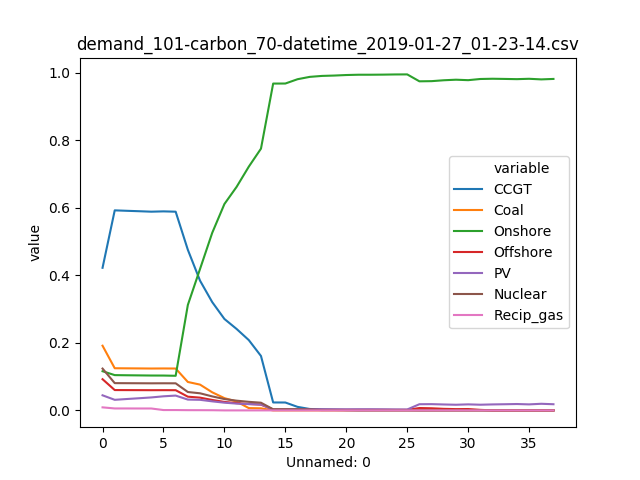 demand_101-carbon_70-datetime_2019-01-27_01-23-14.csv
1.0
0.8
0.6
0.4
0.2
0.0
value
variable
CCGT
Coal
Onshore
Offshore
PV
Nuclear
Recip_gas
0 5 10 15 20 25 30 35
Unnamed: 0